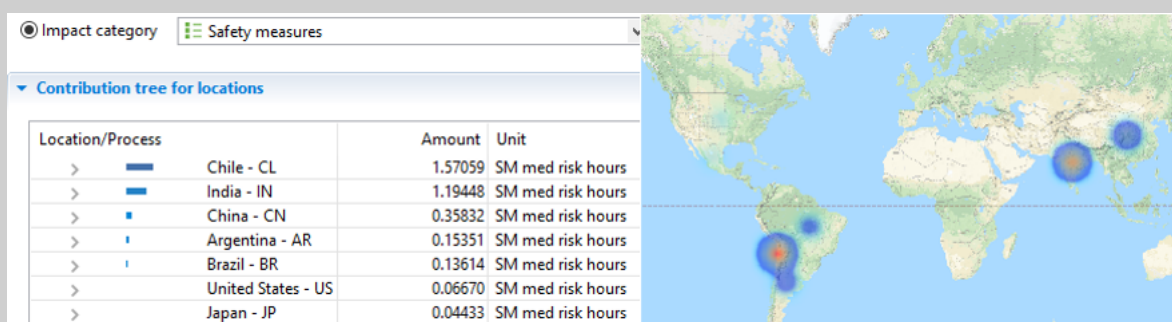 Impact category Safety measures
Contribution tree for locations
Location/Process Amount Unit
Chile - CL 1.57059 SM med risk hours
India - IN 1.19448 SM med risk hours
China - CN 0.35832 SM med risk hours
Argentina - AR 0.15351 SM med risk hours
Brazil - BR 0.13614 SM med risk hours
United States - US 0.06670 SM med risk hours
Japan - JP 0.04433 SM med risk hours